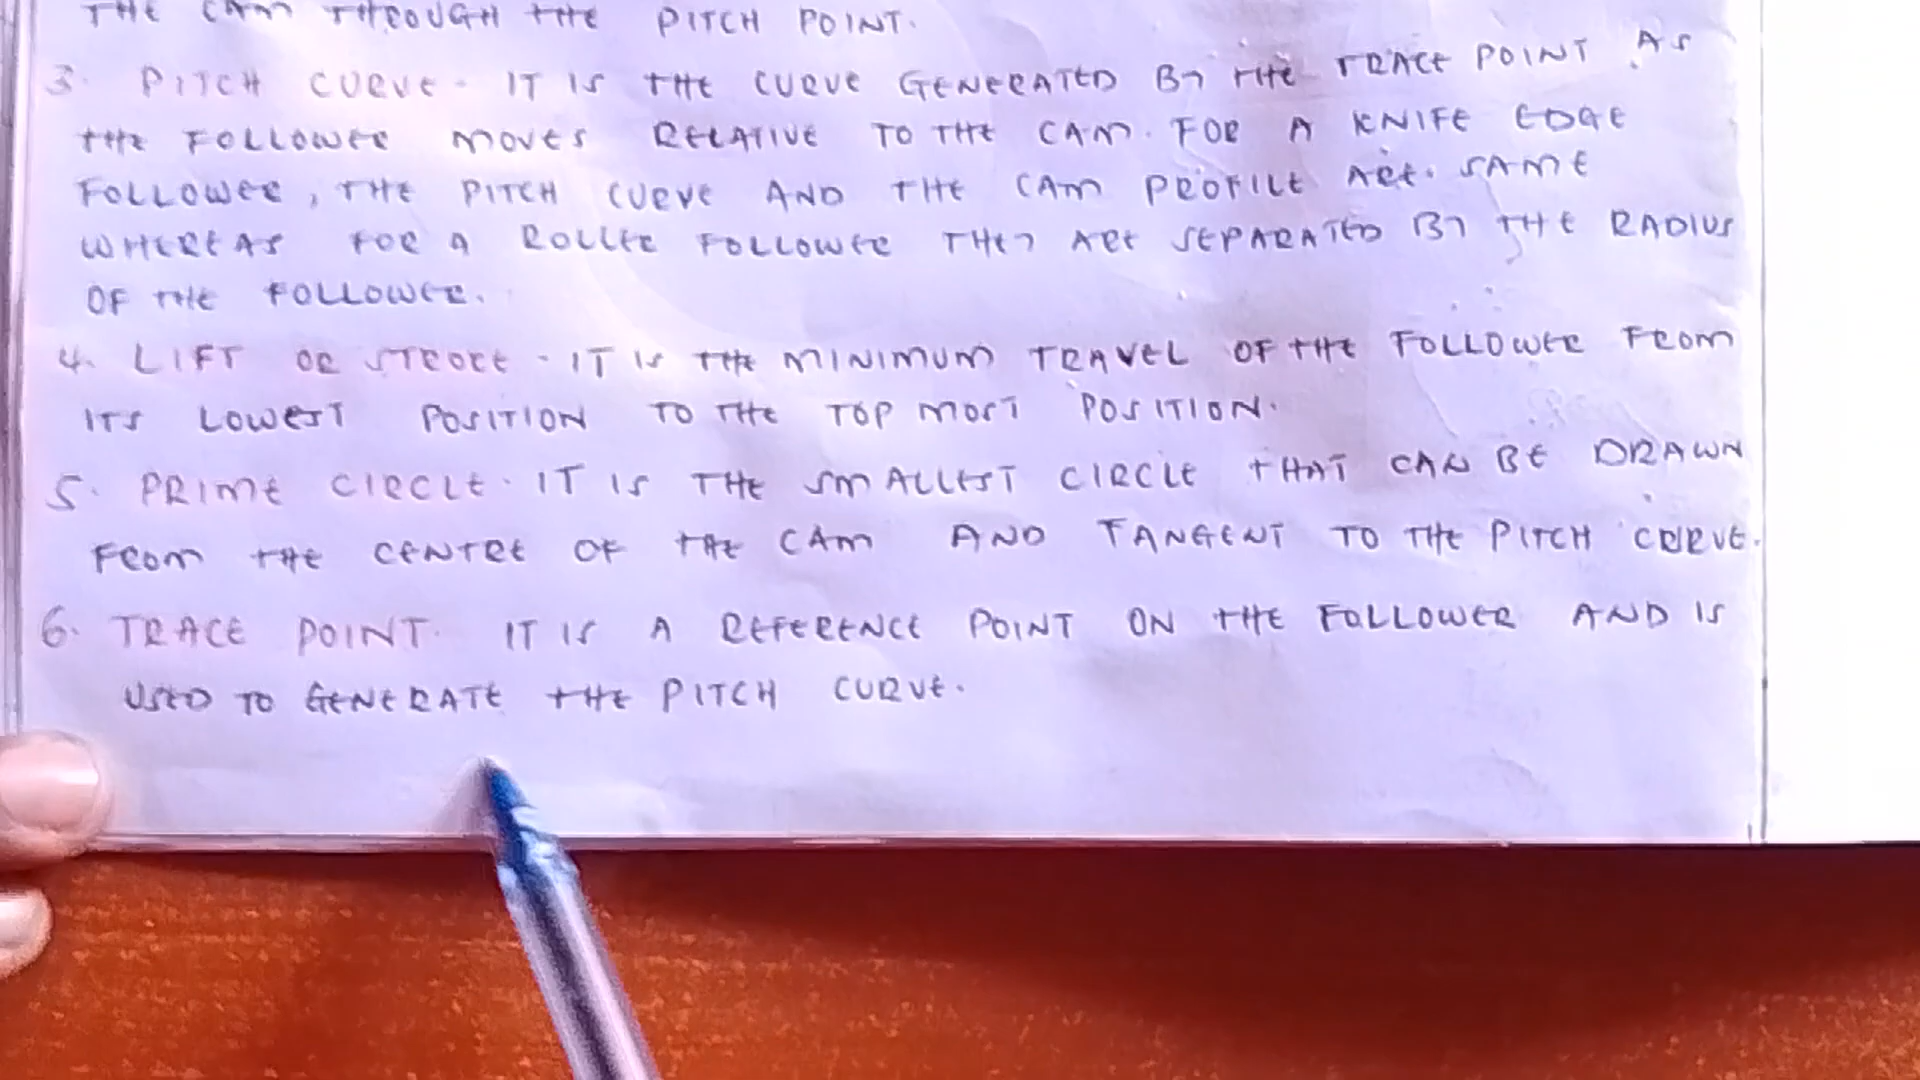 THE CAM THROUGH THE PITCH POINT.
3. PITCH CURVE - IT IS THE CURVE GENERATED BY THE TRACE POINT AS
THE FOLLOWER MOVES RELATIVE TO THE CAM. FOR A KNIFE EDGE
FOLLOWER, THE PITCH CURVE AND THE CAM PROFILE ARE SAME
WHEREAS FOR A ROLLER FOLLOWER THEY ARE SEPARATED BY THE RADIUS
OF THE FOLLOWER.
4. LIFT OR STROKE - IT IS THE MINIMUM TRAVEL OF THE FOLLOWER FROM
ITS LOWEST POSITION TO THE TOP MOST POSITION.
5. PRIME CIRCLE. IT IS THE SMALLEST CIRCLE THAT CAN BE DRAWN
FROM THE CENTRE OF THE CAM AND TANGENT TO THE PITCH CURVE.
6. TRACE POINT. IT IS A REFERENCE POINT ON THE FOLLOWER AND IS
USED TO GENERATE THE PITCH CURVE.